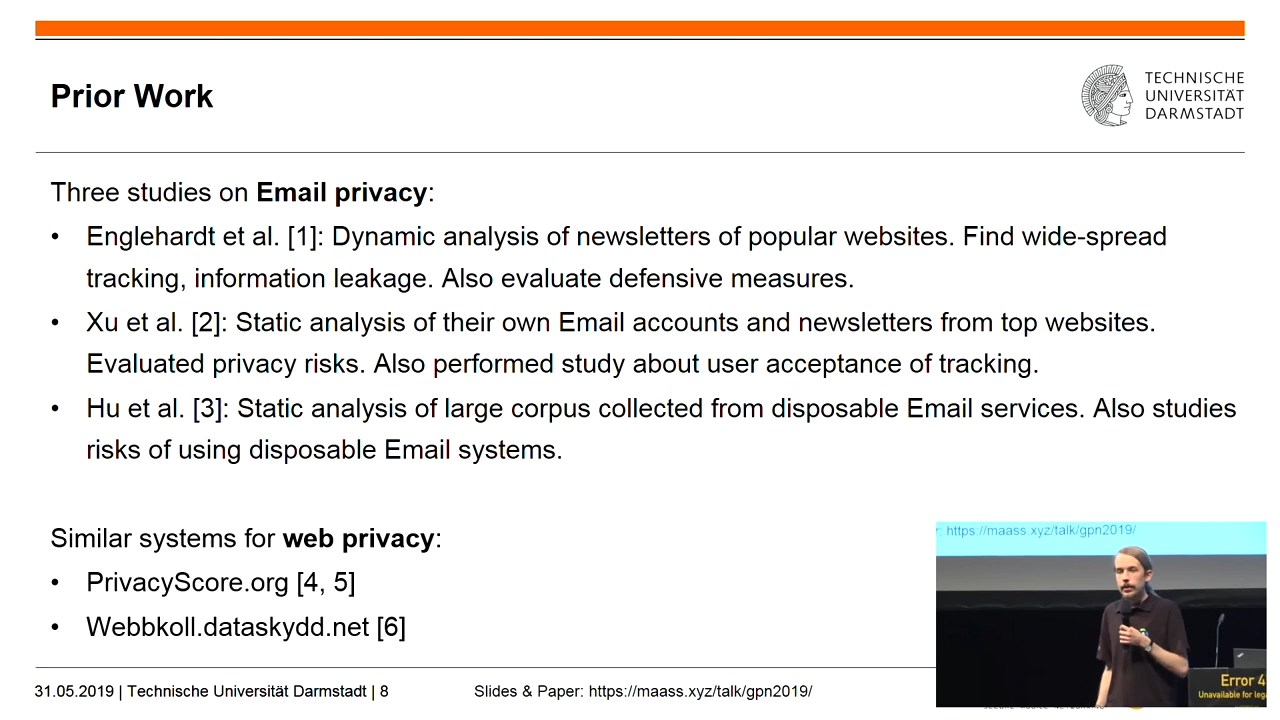 Prior Work
TECHNISCHE
UNIVERSITÄT
DARMSTADT
Three studies on Email privacy:
• Englehardt et al. [1]: Dynamic analysis of newsletters of popular websites. Find wide-spread
tracking, information leakage. Also evaluate defensive measures.
• Xu et al. [2]: Static analysis of their own Email accounts and newsletters from top websites.
Evaluated privacy risks. Also performed study about user acceptance of tracking.
• Hu et al. [3]: Static analysis of large corpus collected from disposable Email services. Also studies
risks of using disposable Email systems.
Similar systems for web privacy:
• PrivacyScore.org [4, 5]
• Webbkoll.dataskydd.net [6]
r: https://maass.xyz/talk/gpn2019/
Error 4
Unavailable for lega
31.05.2019 | Technische Universität Darmstadt | 8
Slides & Paper: https://maass.xyz/talk/gpn2019/